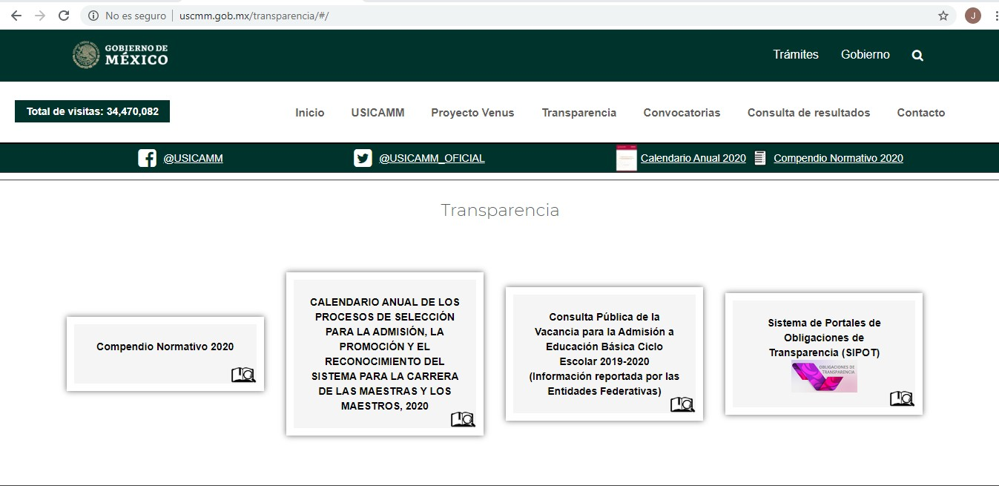 No es seguro | uscmm.gob.mx/transparencia/#/
J
GOBIERNO DE
MÉXICO
Trámites Gobierno
Total de visitas: 34,470,082
Inicio USICAMM Proyecto Venus Transparencia Convocatorias Consulta de resultados Contacto
@USICAMM @USICAMM_OFICIAL Calendario Anual 2020 Compendio Normativo 2020
Transparencia
Compendio Normativo 2020
CALENDARIO ANUAL DE LOS
PROCESOS DE SELECCIÓN
PARA LA ADMISIÓN, LA
PROMOCIÓN Y EL
RECONOCIMIENTO DEL
SISTEMA PARA LA CARRERA
DE LAS MAESTRAS Y LOS
MAESTROS, 2020
Consulta Pública de la
Vacancia para la Admisión a
Educación Básica Ciclo
Escolar 2019-2020
(Información reportada por las
Entidades Federativas)
Sistema de Portales de
Obligaciones de
Transparencia (SIPOT)
OBLIGACIONES DE
TRANSPARENCIA